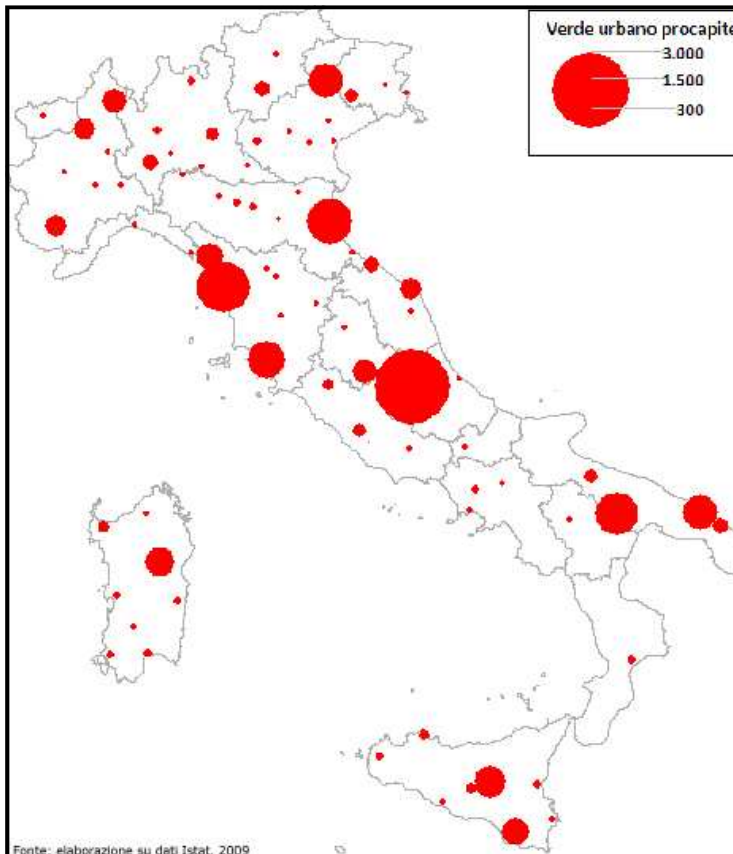 Verde urbano procapite
3.000
1.500
300
Fonte: elaborazione su dati Istat, 2009